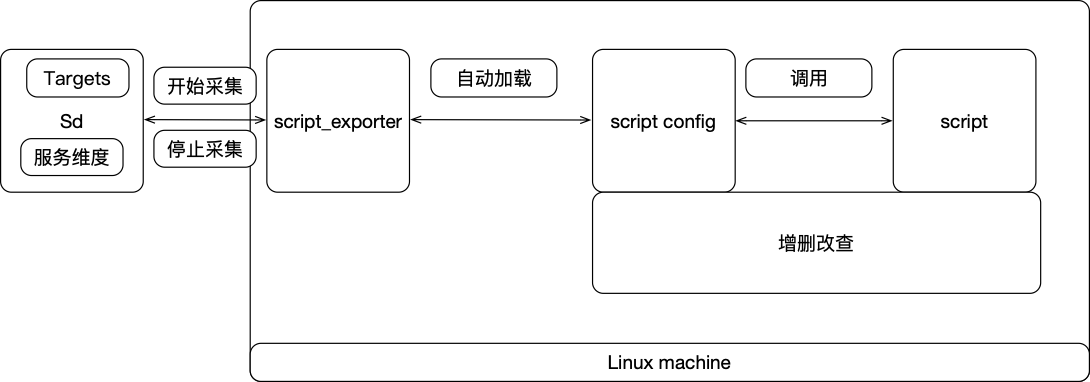 Targets
Sd
服务维度
开始采集
停止采集
script_exporter
自动加载
script config
调用
script
增删改查
Linux machine